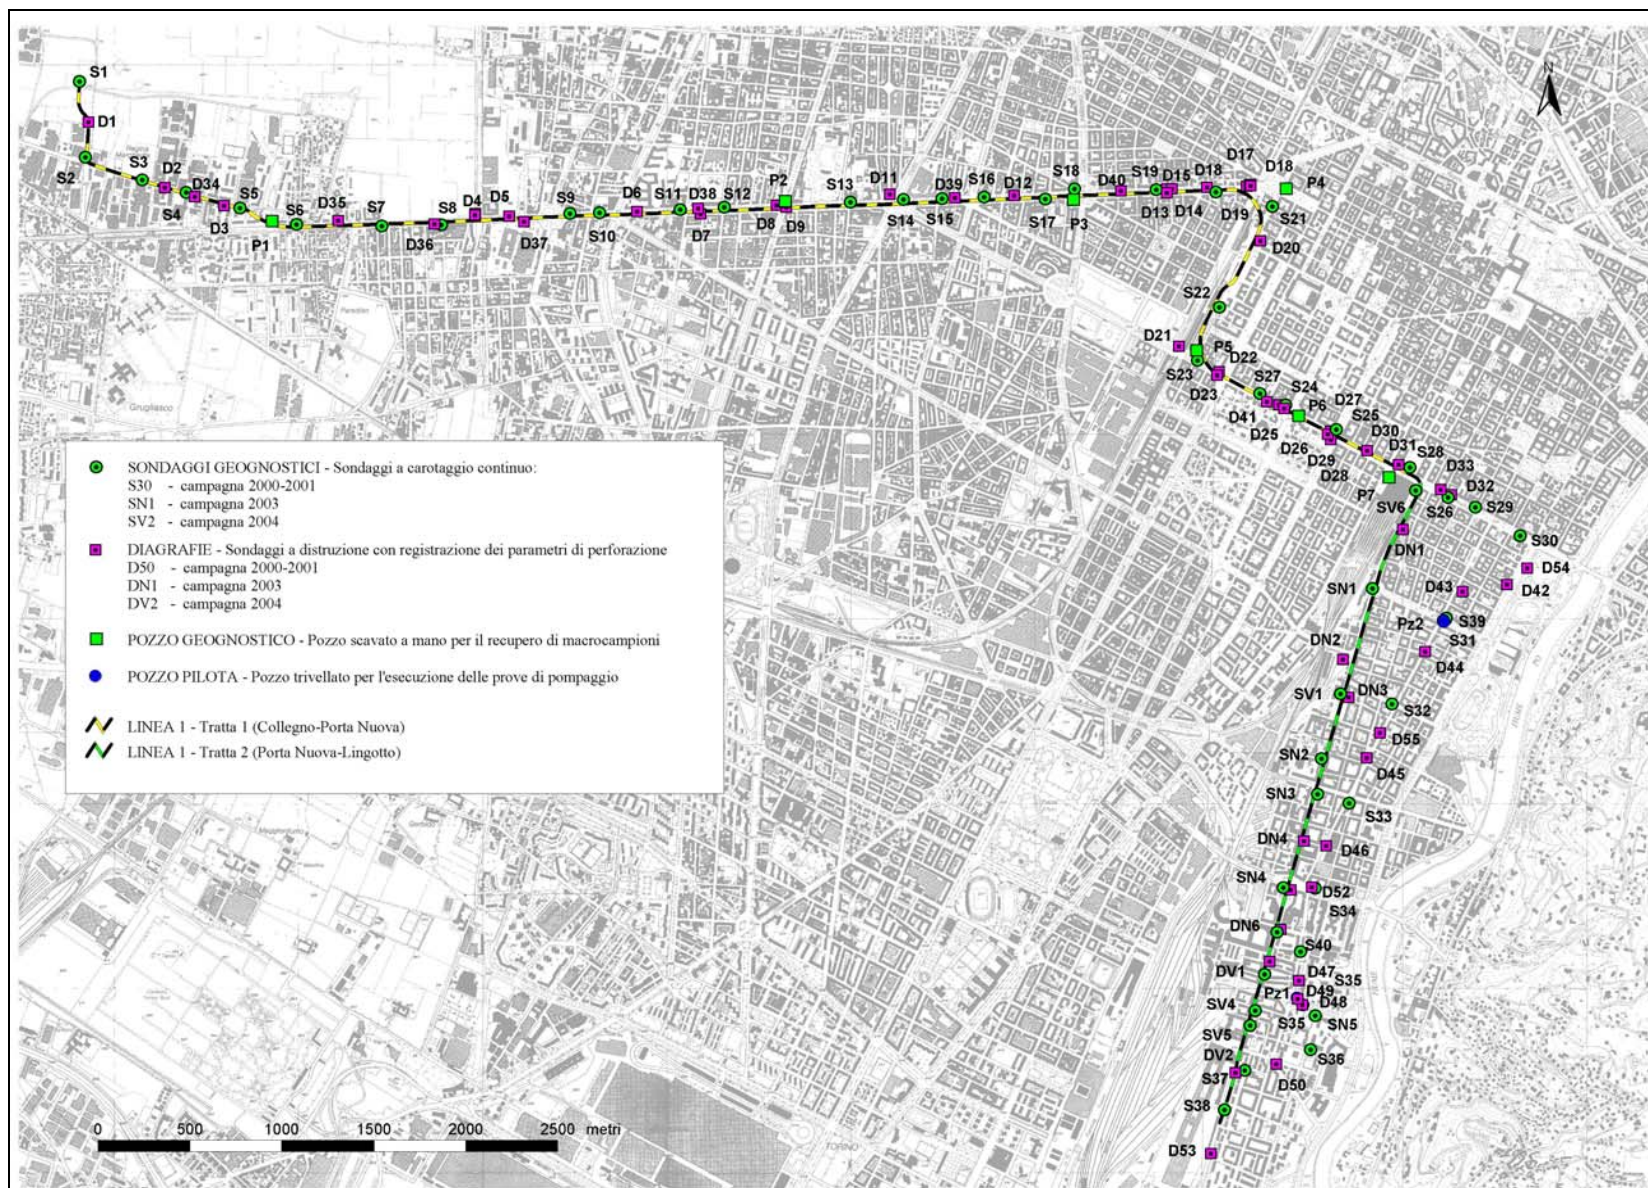 N
S1
D1
S2
S3
D2
D34
S4
S5
D3
P1
S6
D35
S7
S8
D36
D4
D5
D37
S9
S10
D6
S11
D38
S12
D7
P2
D8
D9
S13
D11
S14
D39
S15
S16
D12
S17
S18
P3
D40
S19
D15
D18
D13
D14
D17
D18
P4
D19
S21
D20
S22
D21
P5
S23
D22
D23
S27
S24
D41
P6
D27
S25
D25
D26
D29
D28
D30
D31
S28
D33
D32
P7
SV6
S26
S29
S30
DN1
D54
D42
D43
SN1
Pz2
S39
S31
D44
DN2
SV1
DN3
S32
D55
SN2
D45
SN3
S33
DN4
D46
SN4
D52
S34
DN6
S40
DV1
D47
S35
Pz1
D49
D48
SV4
S35
SN5
SV5
S36
DV2
S37
D50
S38
D53
Paradiso
Grugliasco
SONDAGGI GEOGNOSTICI - Sondaggi a carotaggio continuo:
S30 - campagna 2000-2001
SN1 - campagna 2003
SV2 - campagna 2004
DIAGRAFIE - Sondaggi a distruzione con registrazione dei parametri di perforazione
D50 - campagna 2000-2001
DN1 - campagna 2003
DV2 - campagna 2004
POZZO GEOGNOSTICO - Pozzo scavato a mano per il recupero di macrocampioni
POZZO PILOTA - Pozzo trivellato per l'esecuzione delle prove di pompaggio
LINEA 1 - Tratta 1 (Collegno-Porta Nuova)
LINEA 1 - Tratta 2 (Porta Nuova-Lingotto)
0 500 1000 1500 2000 2500 metri
TORINO